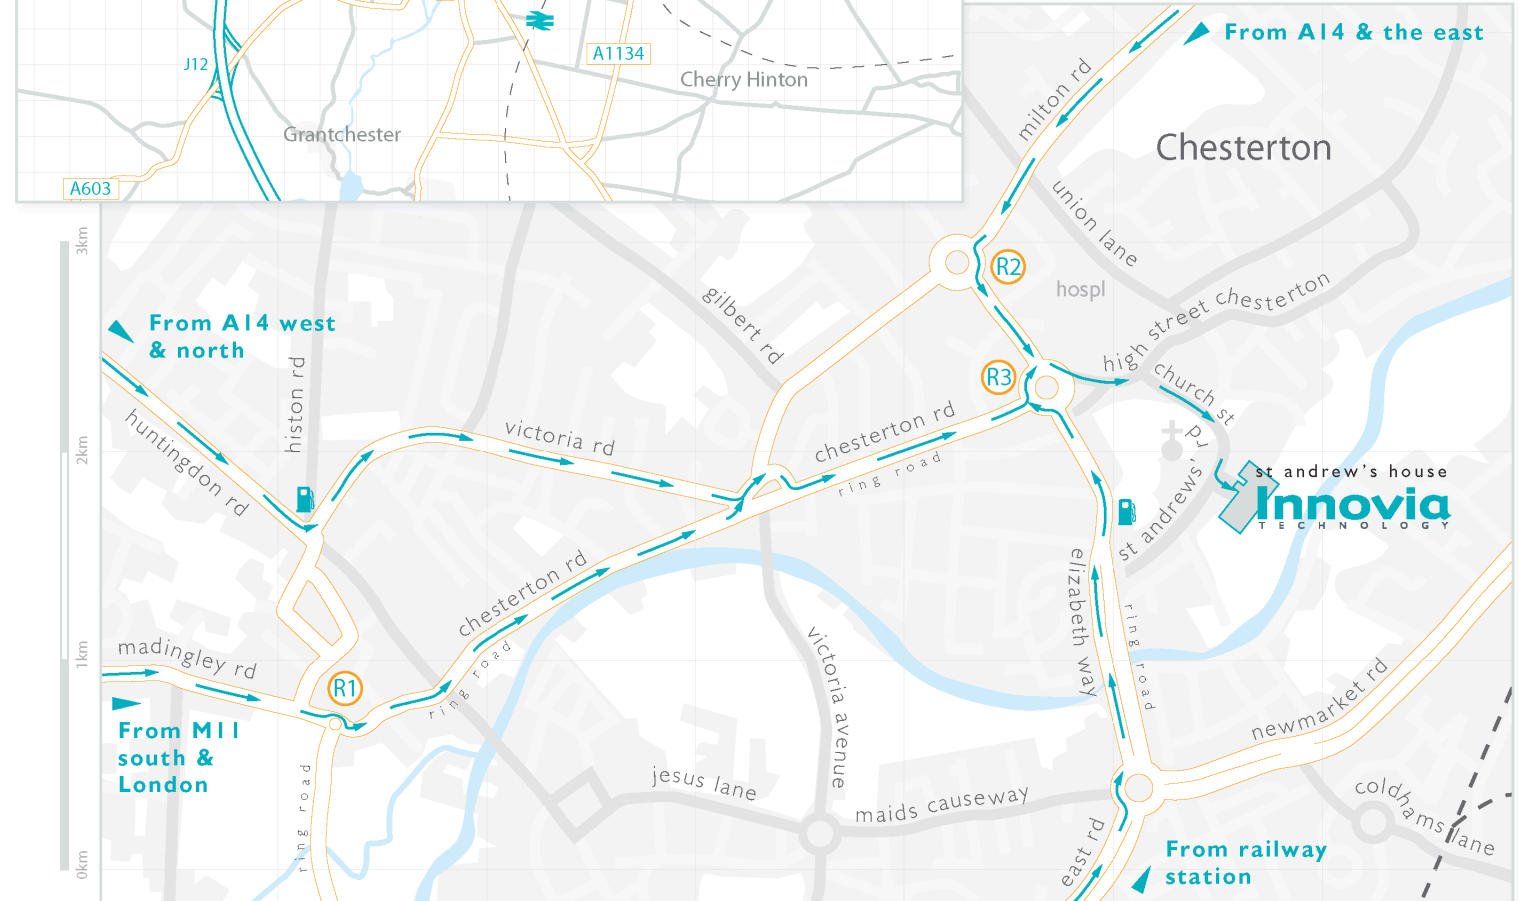 J12
A1134
Cherry Hinton
Grantchester
A603
From A14 & the east
milton rd
Chesterton
union lane
3km
R2
hospl
gilbert rd
high street chesterton
From A14 west
& north
histon rd
R3
church st
huntingdon rd
victoria rd
chesterton rd
ring road
2km
st andrews' rd
st andrew's house
Innovia
TECHNOLOGY
chesterton rd
ring road
elizabeth way
ring road
madingley rd
1km
R1
victoria avenue
newmarket rd
From M11
south &
London
jesus lane
maids causeway
coldhams lane
ring road
east rd
From railway
station
0km